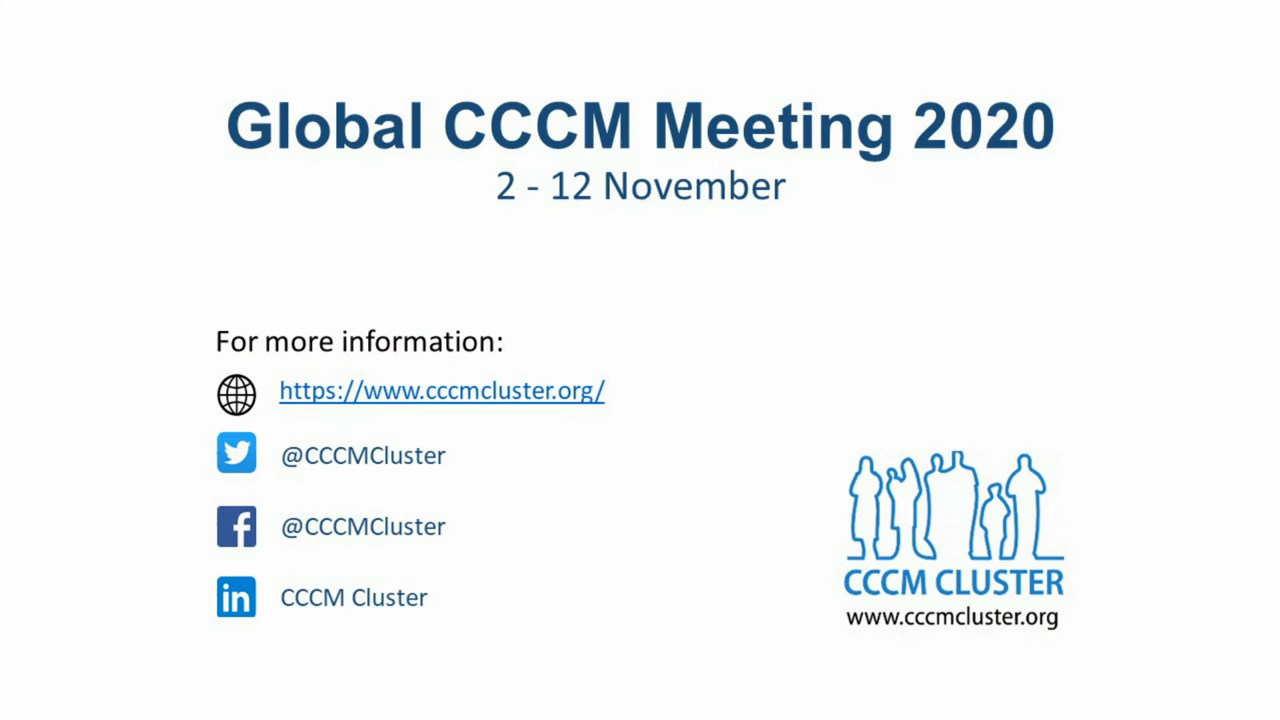 Global CCCM Meeting 2020
2 - 12 November
For more information:
https://www.cccmcluster.org/
@CCCMCluster
@CCCMCluster
in CCCM Cluster
CCCM CLUSTER
www.cccmcluster.org